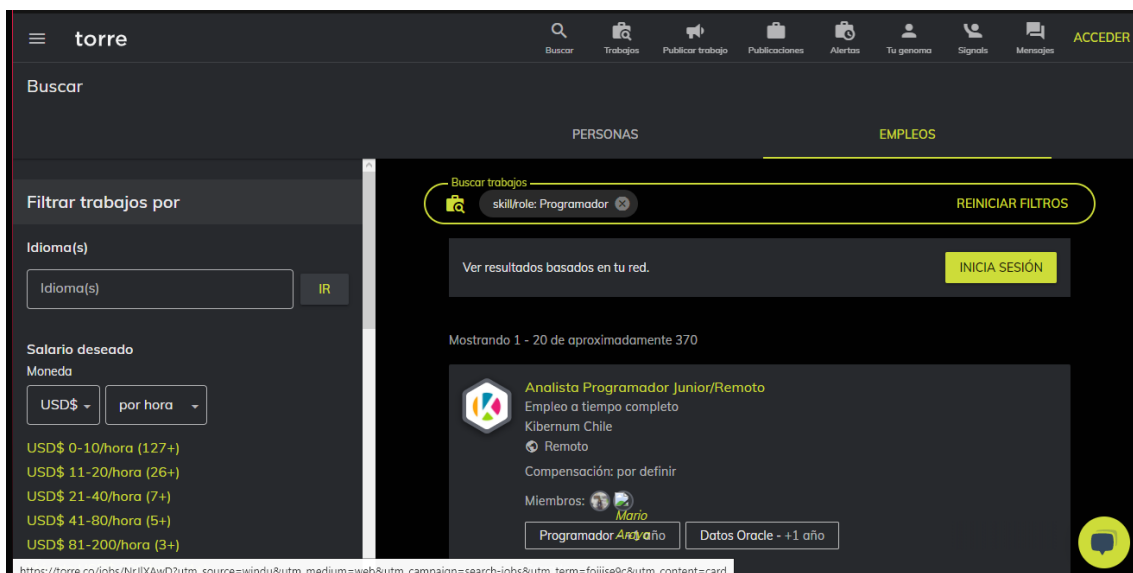 torre
Buscar
Trabajos
Publicar trabajo
Publicaciones
Alertas
Tu genoma
Signals
Mensajes
ACCEDER
Buscar
PERSONAS
EMPLEOS
Filtrar trabajos por
Idioma(s)
Idioma(s)
IR
Salario deseado
Moneda
USD$
por hora
USD$ 0-10/hora (127+)
USD$ 11-20/hora (26+)
USD$ 21-40/hora (7+)
USD$ 41-80/hora (5+)
USD$ 81-200/hora (3+)
Buscar trabajos
skill/role: Programador
REINICIAR FILTROS
Ver resultados basados en tu red.
INICIA SESIÓN
Mostrando 1 - 20 de aproximadamente 370
Analista Programador Junior/Remoto
Empleo a tiempo completo
Kibernum Chile
Remoto
Compensación: por definir
Miembros:
Mario
Araya
Programador - +1 año
Datos Oracle - +1 año